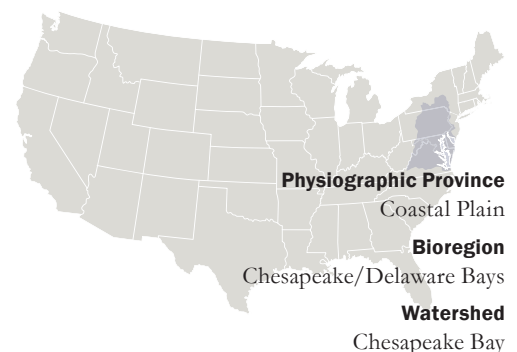 Physiographic Province
Coastal Plain
Bioregion
Chesapeake/Delaware Bays
Watershed
Chesapeake Bay